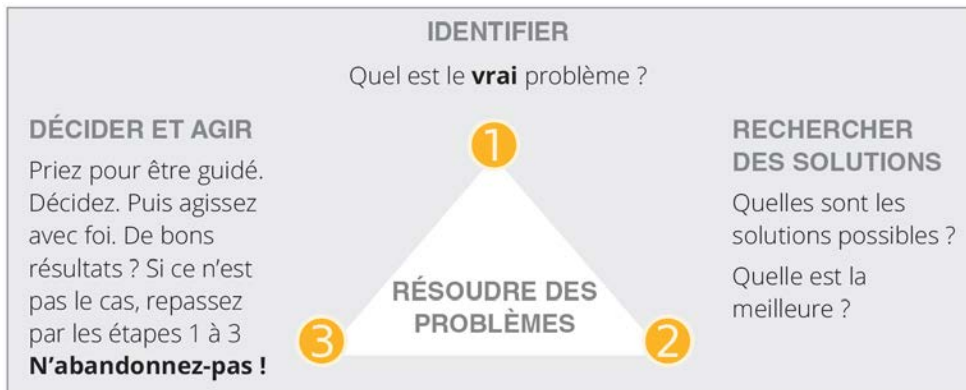 IDENTIFIER
Quel est le vrai problème ?
1
DÉCIDER ET AGIR
Priez pour être guidé.
Décidez. Puis agissez
avec foi. De bons
résultats ? Si ce n'est
pas le cas, repassez
par les étapes 1 à 3
N'abandonnez-pas !
RECHERCHER
DES SOLUTIONS
Quelles sont les
solutions possibles ?
Quelle est la
meilleure ?
RÉSOUDRE DES
PROBLÈMES
3
2